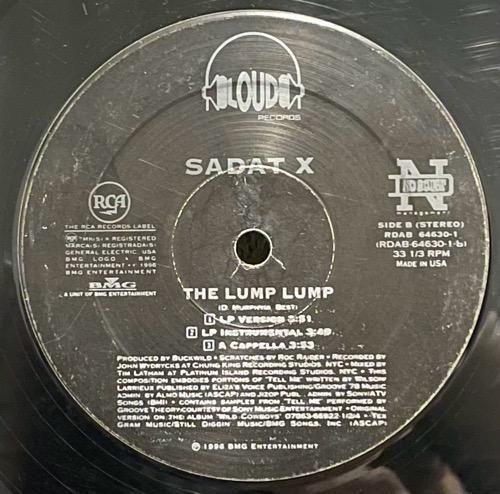 LOUD
RECORDS
SADAT X
RCA
THE RCA RECORDS LABEL
TMK(S) ® REGISTERED
MARCA(S) REGISTRADA(S)
GENERAL ELECTRIC, USA
BMG LOGO • BMG
ENTERTAINMENT • © 1996
BMG ENTERTAINMENT
BMG
A UNIT OF BMG ENTERTAINMENT
ND
NO DOUBT
management
SIDE B (STEREO)
RDAB 64630-1
(RDAB-64630-1-b)
33 1/3 RPM
MADE IN USA
THE LUMP LUMP
(D. Murphy/A. Best)
1 LP Version 3:51
2 LP Instrumental 3:49
3 A Cappella 3:53
Produced by Buckwild • Scratches by Roc Raider • Recorded by
John Wydrycks at Chung King Recording Studios, NYC • Mixed by
Tim Latham at Platinum Island Recording Studios, NYC • This
composition embodies portions of "Tell Me" written by Wilson/
Larrieux published by Eliza's Voice Publishing/Groove 78 Music
admin. by Almo Music (ASCAP) and Jizop Publ. admin. by Sony/ATV
Songs (BMI) • Contains samples from "Tell Me" performed by
Groove Theory: courtesy of Sony Music Entertainment • Original
version on the album "Wild Cowboys" 07863-66922-1/2/4 • Tex
Gram Music/Still Diggin' Music/BMG Songs, Inc. (ASCAP)
℗ 1996 BMG Entertainment